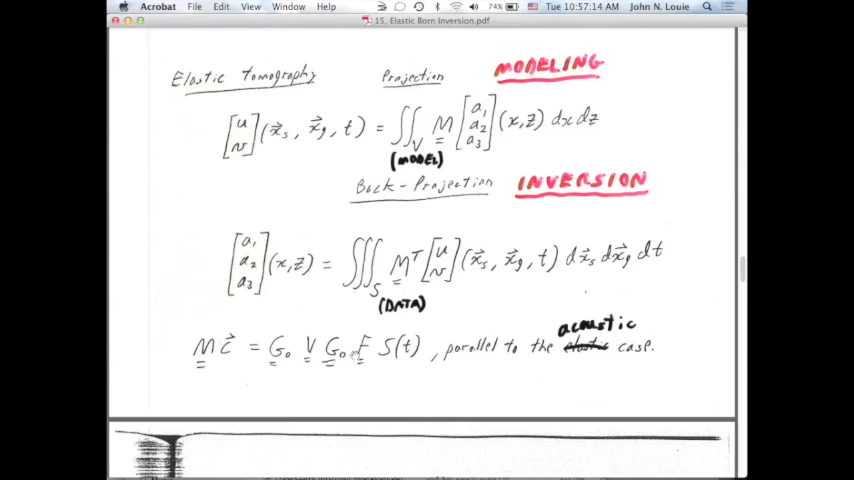 Acrobat File Edit View Window Help 74% Tue 10:57:14 AM John N. Louie
15. Elastic Born Inversion.pdf
Elastic tomography Projection MODELING
[u v] (x⃗s, x⃗g, t) = ∬V M [a1 a2 a3] (x,z) dx dz
(MODEL)
Back-Projection INVERSION
[a1 a2 a3] (x,z) = ∭S M^T [u v] (x⃗s, x⃗g, t) dx⃗s dx⃗g dt
(DATA)
acoustic
M c⃗ = G0 V G0 F S(t), parallel to the elastic case.